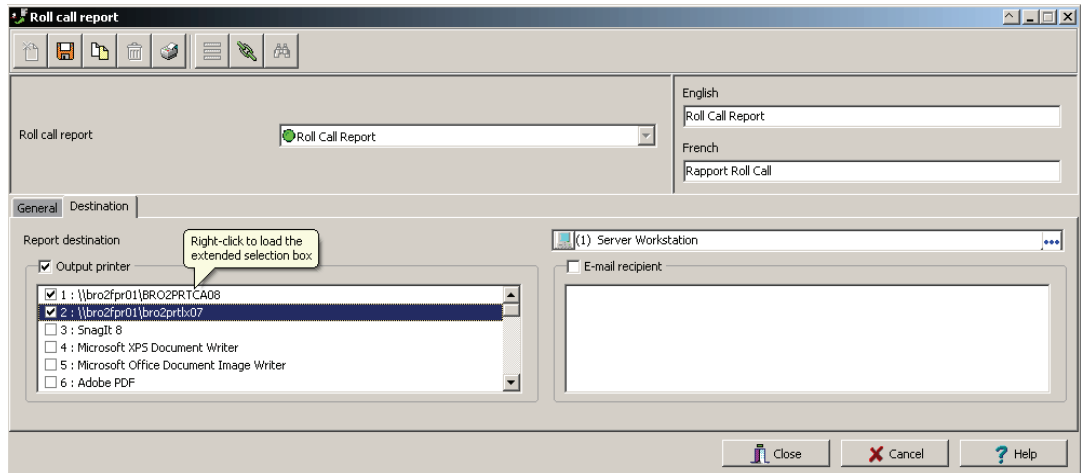 Roll call report
English
Roll Call Report
Roll call report
Roll Call Report
French
Rapport Roll Call
General
Destination
Report destination
Right-click to load the
extended selection box
(1) Server Workstation
Output printer
E-mail recipient
1 : \\bro2fpr01\BRO2PRTCA08
2 : \\bro2fpr01\bro2prtlx07
3 : SnagIt 8
4 : Microsoft XPS Document Writer
5 : Microsoft Office Document Image Writer
6 : Adobe PDF
Close
Cancel
Help